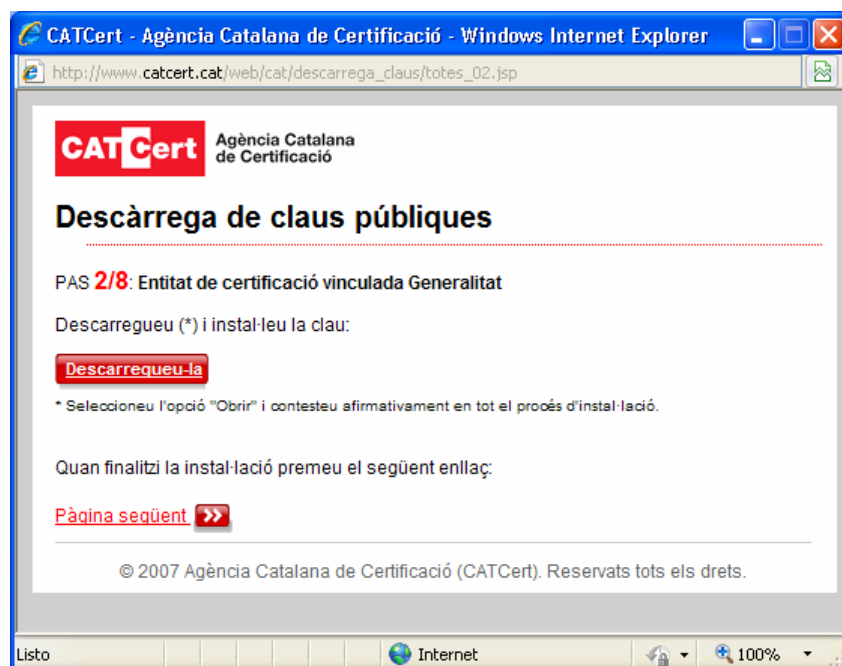 CATCert - Agència Catalana de Certificació - Windows Internet Explorer
http://www.catcert.cat/web/cat/descarrega_claus/totes_02.jsp
CATCert
Agència Catalana
de Certificació
Descàrrega de claus públiques
PAS 2/8: Entitat de certificació vinculada Generalitat
Descarregueu (*) i instal·leu la clau:
Descarregueu-la
* Seleccioneu l'opció "Obrir" i contesteu afirmativament en tot el procés d'instal·lació.
Quan finalitzi la instal·lació premeu el següent enllaç:
Pàgina següent
© 2007 Agència Catalana de Certificació (CATCert). Reservats tots els drets.
Listo
Internet
100%